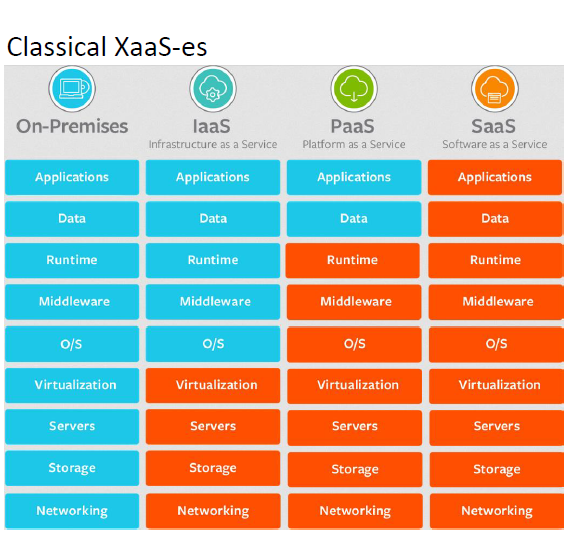 Classical XaaS-es
On-Premises IaaS PaaS SaaS
Infrastructure as a Service Platform as a Service Software as a Service
Applications Applications Applications Applications
Data Data Data Data
Runtime Runtime Runtime Runtime
Middleware Middleware Middleware Middleware
O/S O/S O/S O/S
Virtualization Virtualization Virtualization Virtualization
Servers Servers Servers Servers
Storage Storage Storage Storage
Networking Networking Networking Networking